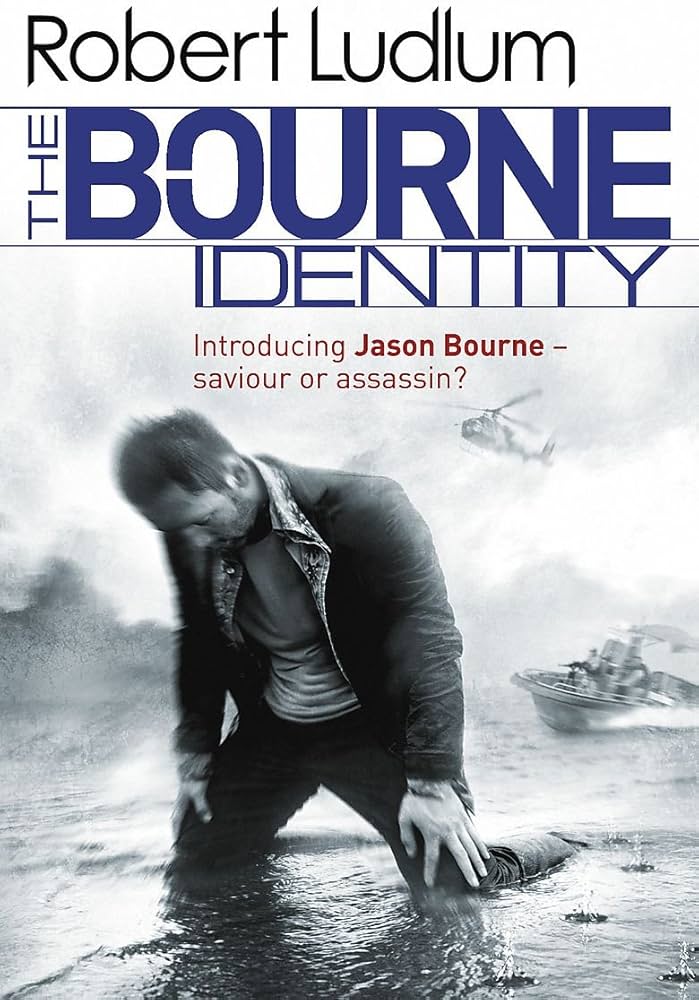 Robert Ludlum
THE BOURNE
IDENTITY
Introducing Jason Bourne –
saviour or assassin?